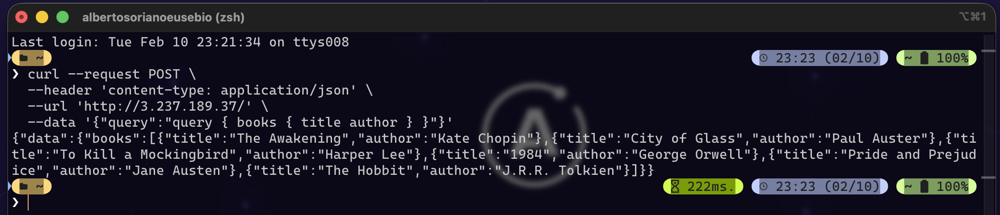 albertosorianoeusebio (zsh)
⌥⌘1
Last login: Tue Feb 10 23:21:34 on ttys008
~ 23:23 (02/10) ~ 100%
❯ curl --request POST \
  --header 'content-type: application/json' \
  --url 'http://3.237.189.37/' \
  --data '{"query":"query { books { title author } }"}'
{"data":{"books":[{"title":"The Awakening","author":"Kate Chopin"},{"title":"City of Glass","author":"Paul Auster"},{"ti
tle":"To Kill a Mockingbird","author":"Harper Lee"},{"title":"1984","author":"George Orwell"},{"title":"Pride and Prejud
ice","author":"Jane Austen"},{"title":"The Hobbit","author":"J.R.R. Tolkien"}]}}
~ 222ms. 23:23 (02/10) ~ 100%
❯
A